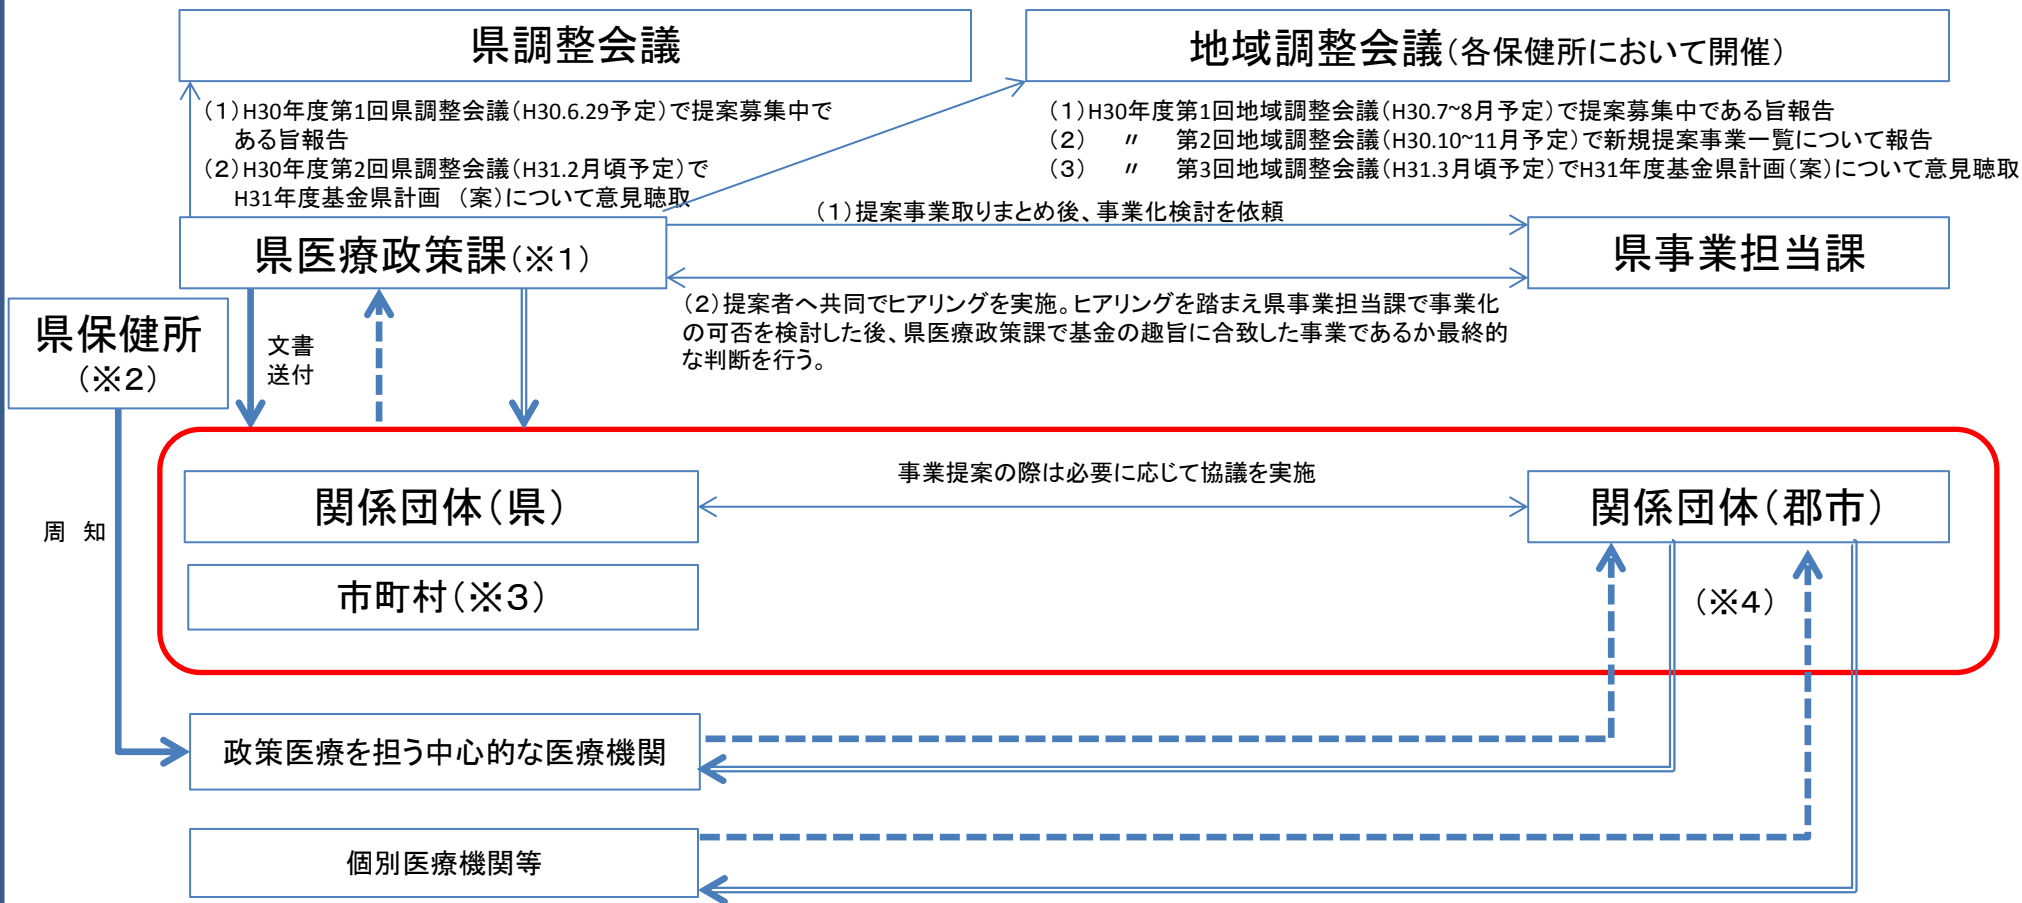 県調整会議
地域調整会議（各保健所において開催）
（１）H30年度第1回県調整会議（H30.6.29予定）で提案募集中で
ある旨報告
（２）H30年度第2回県調整会議（H31.2月頃予定）で
H31年度基金県計画　（案）について意見聴取
（１）H30年度第1回地域調整会議（H30.7~8月予定）で提案募集中である旨報告
（２）　〃　第2回地域調整会議（H30.10~11月予定）で新規提案事業一覧について報告
（３）　〃　第3回地域調整会議（H31.3月頃予定）でH31年度基金県計画（案）について意見聴取
（１）提案事業取りまとめ後、事業化検討を依頼
県医療政策課（※１）
県事業担当課
（２）提案者へ共同でヒアリングを実施。ヒアリングを踏まえ県事業担当課で事業化
の可否を検討した後、県医療政策課で基金の趣旨に合致した事業であるか最終的
な判断を行う。
県保健所
（※２）
文書
送付
事業提案の際は必要に応じて協議を実施
関係団体（県）
関係団体（郡市）
周　知
市町村（※３）
（※４）
政策医療を担う中心的な医療機関
個別医療機関等